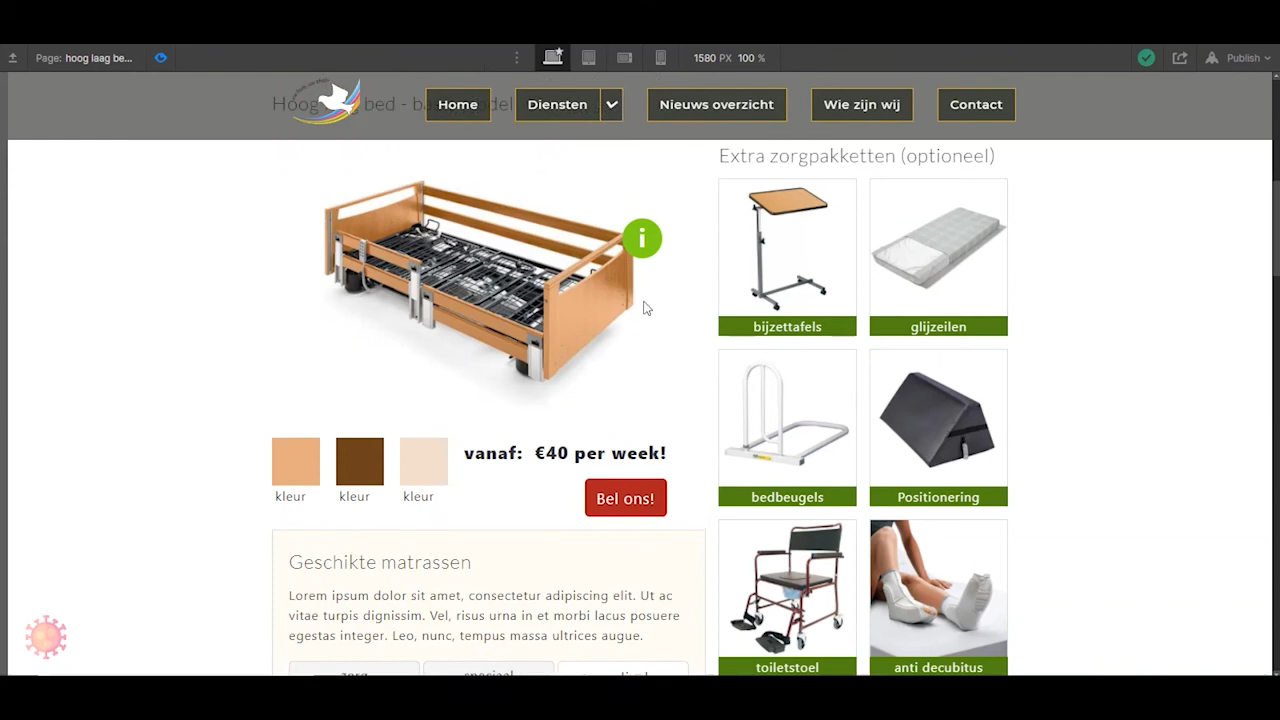 Page: hoog laag be...
1580 PX 100 %
Publish
Home
Diensten
Nieuws overzicht
Wie zijn wij
Contact
Extra zorgpakketten (optioneel)
i
bijzettafels
glijzeilen
bedbeugels
Positionering
toiletstoel
anti decubitus
kleur
kleur
kleur
vanaf: €40 per week!
Bel ons!
Geschikte matrassen
Lorem ipsum dolor sit amet, consectetur adipiscing elit. Ut ac
vitae turpis dignissim. Vel, risus urna in et morbi lacus posuere
egestas integer. Leo, nunc, tempus massa ultrices augue.